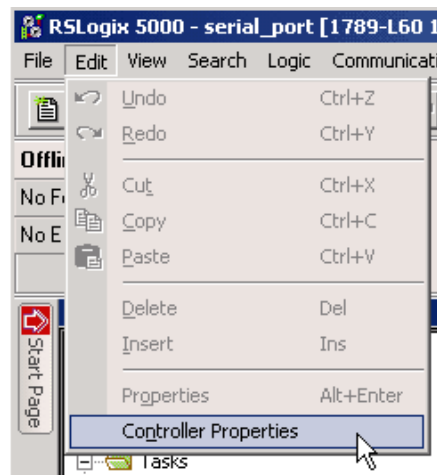 RSLogix 5000 - serial_port [1789-L60 1
File Edit View Search Logic Communicati
Undo Ctrl+Z
Redo Ctrl+Y
Offli
No F
Cut Ctrl+X
Copy Ctrl+C
No E
Paste Ctrl+V
Delete Del
Insert Ins
Start Page
Properties Alt+Enter
Controller Properties
Tasks